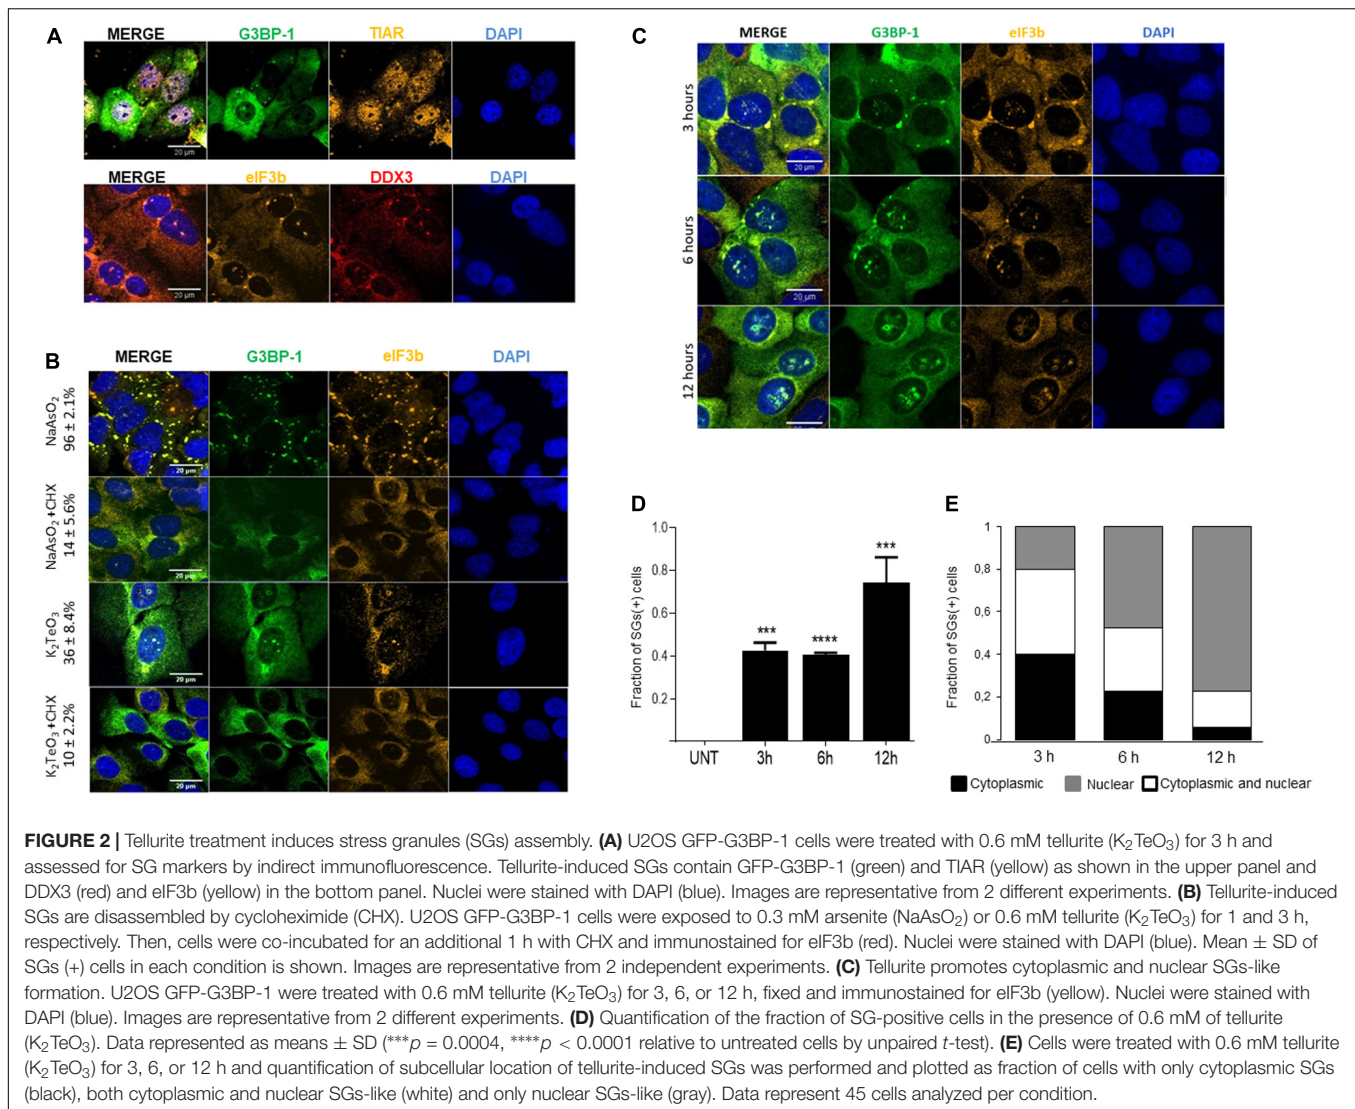 A
MERGE G3BP-1 TIAR DAPI
20 µm
MERGE eIF3b DDX3 DAPI
20 µm
B
MERGE G3BP-1 eIF3b DAPI
NaAsO2
96 ± 2.1%
20 µm
NaAsO2+CHX
14 ± 5.6%
20 µm
K2TeO3
36 ± 8.4%
20 µm
K2TeO3+CHX
10 ± 2.2%
20 µm
C
MERGE G3BP-1 eIF3b DAPI
3 hours
20 µm
6 hours
20 µm
12 hours
20 µm
D
Fraction of SGs(+) cells
1.0
0.8
0.6
0.4
0.2
*** **** ***
UNT 3h 6h 12h
E
Fraction of SGs(+) cells
1
0,8
0,6
0,4
0,2
0
3 h 6 h 12 h
Cytoplasmic Nuclear Cytoplasmic and nuclear
FIGURE 2 | Tellurite treatment induces stress granules (SGs) assembly. (A) U2OS GFP-G3BP-1 cells were treated with 0.6 mM tellurite (K2TeO3) for 3 h and
assessed for SG markers by indirect immunofluorescence. Tellurite-induced SGs contain GFP-G3BP-1 (green) and TIAR (yellow) as shown in the upper panel and
DDX3 (red) and eIF3b (yellow) in the bottom panel. Nuclei were stained with DAPI (blue). Images are representative from 2 different experiments. (B) Tellurite-induced
SGs are disassembled by cycloheximide (CHX). U2OS GFP-G3BP-1 cells were exposed to 0.3 mM arsenite (NaAsO2) or 0.6 mM tellurite (K2TeO3) for 1 and 3 h,
respectively. Then, cells were co-incubated for an additional 1 h with CHX and immunostained for eIF3b (red). Nuclei were stained with DAPI (blue). Mean ± SD of
SGs (+) cells in each condition is shown. Images are representative from 2 independent experiments. (C) Tellurite promotes cytoplasmic and nuclear SGs-like
formation. U2OS GFP-G3BP-1 were treated with 0.6 mM tellurite (K2TeO3) for 3, 6, or 12 h, fixed and immunostained for eIF3b (yellow). Nuclei were stained with
DAPI (blue). Images are representative from 2 different experiments. (D) Quantification of the fraction of SG-positive cells in the presence of 0.6 mM of tellurite
(K2TeO3). Data represented as means ± SD (***p = 0.0004, ****p < 0.0001 relative to untreated cells by unpaired t-test). (E) Cells were treated with 0.6 mM tellurite
(K2TeO3) for 3, 6, or 12 h and quantification of subcellular location of tellurite-induced SGs was performed and plotted as fraction of cells with only cytoplasmic SGs
(black), both cytoplasmic and nuclear SGs-like (white) and only nuclear SGs-like (gray). Data represent 45 cells analyzed per condition.